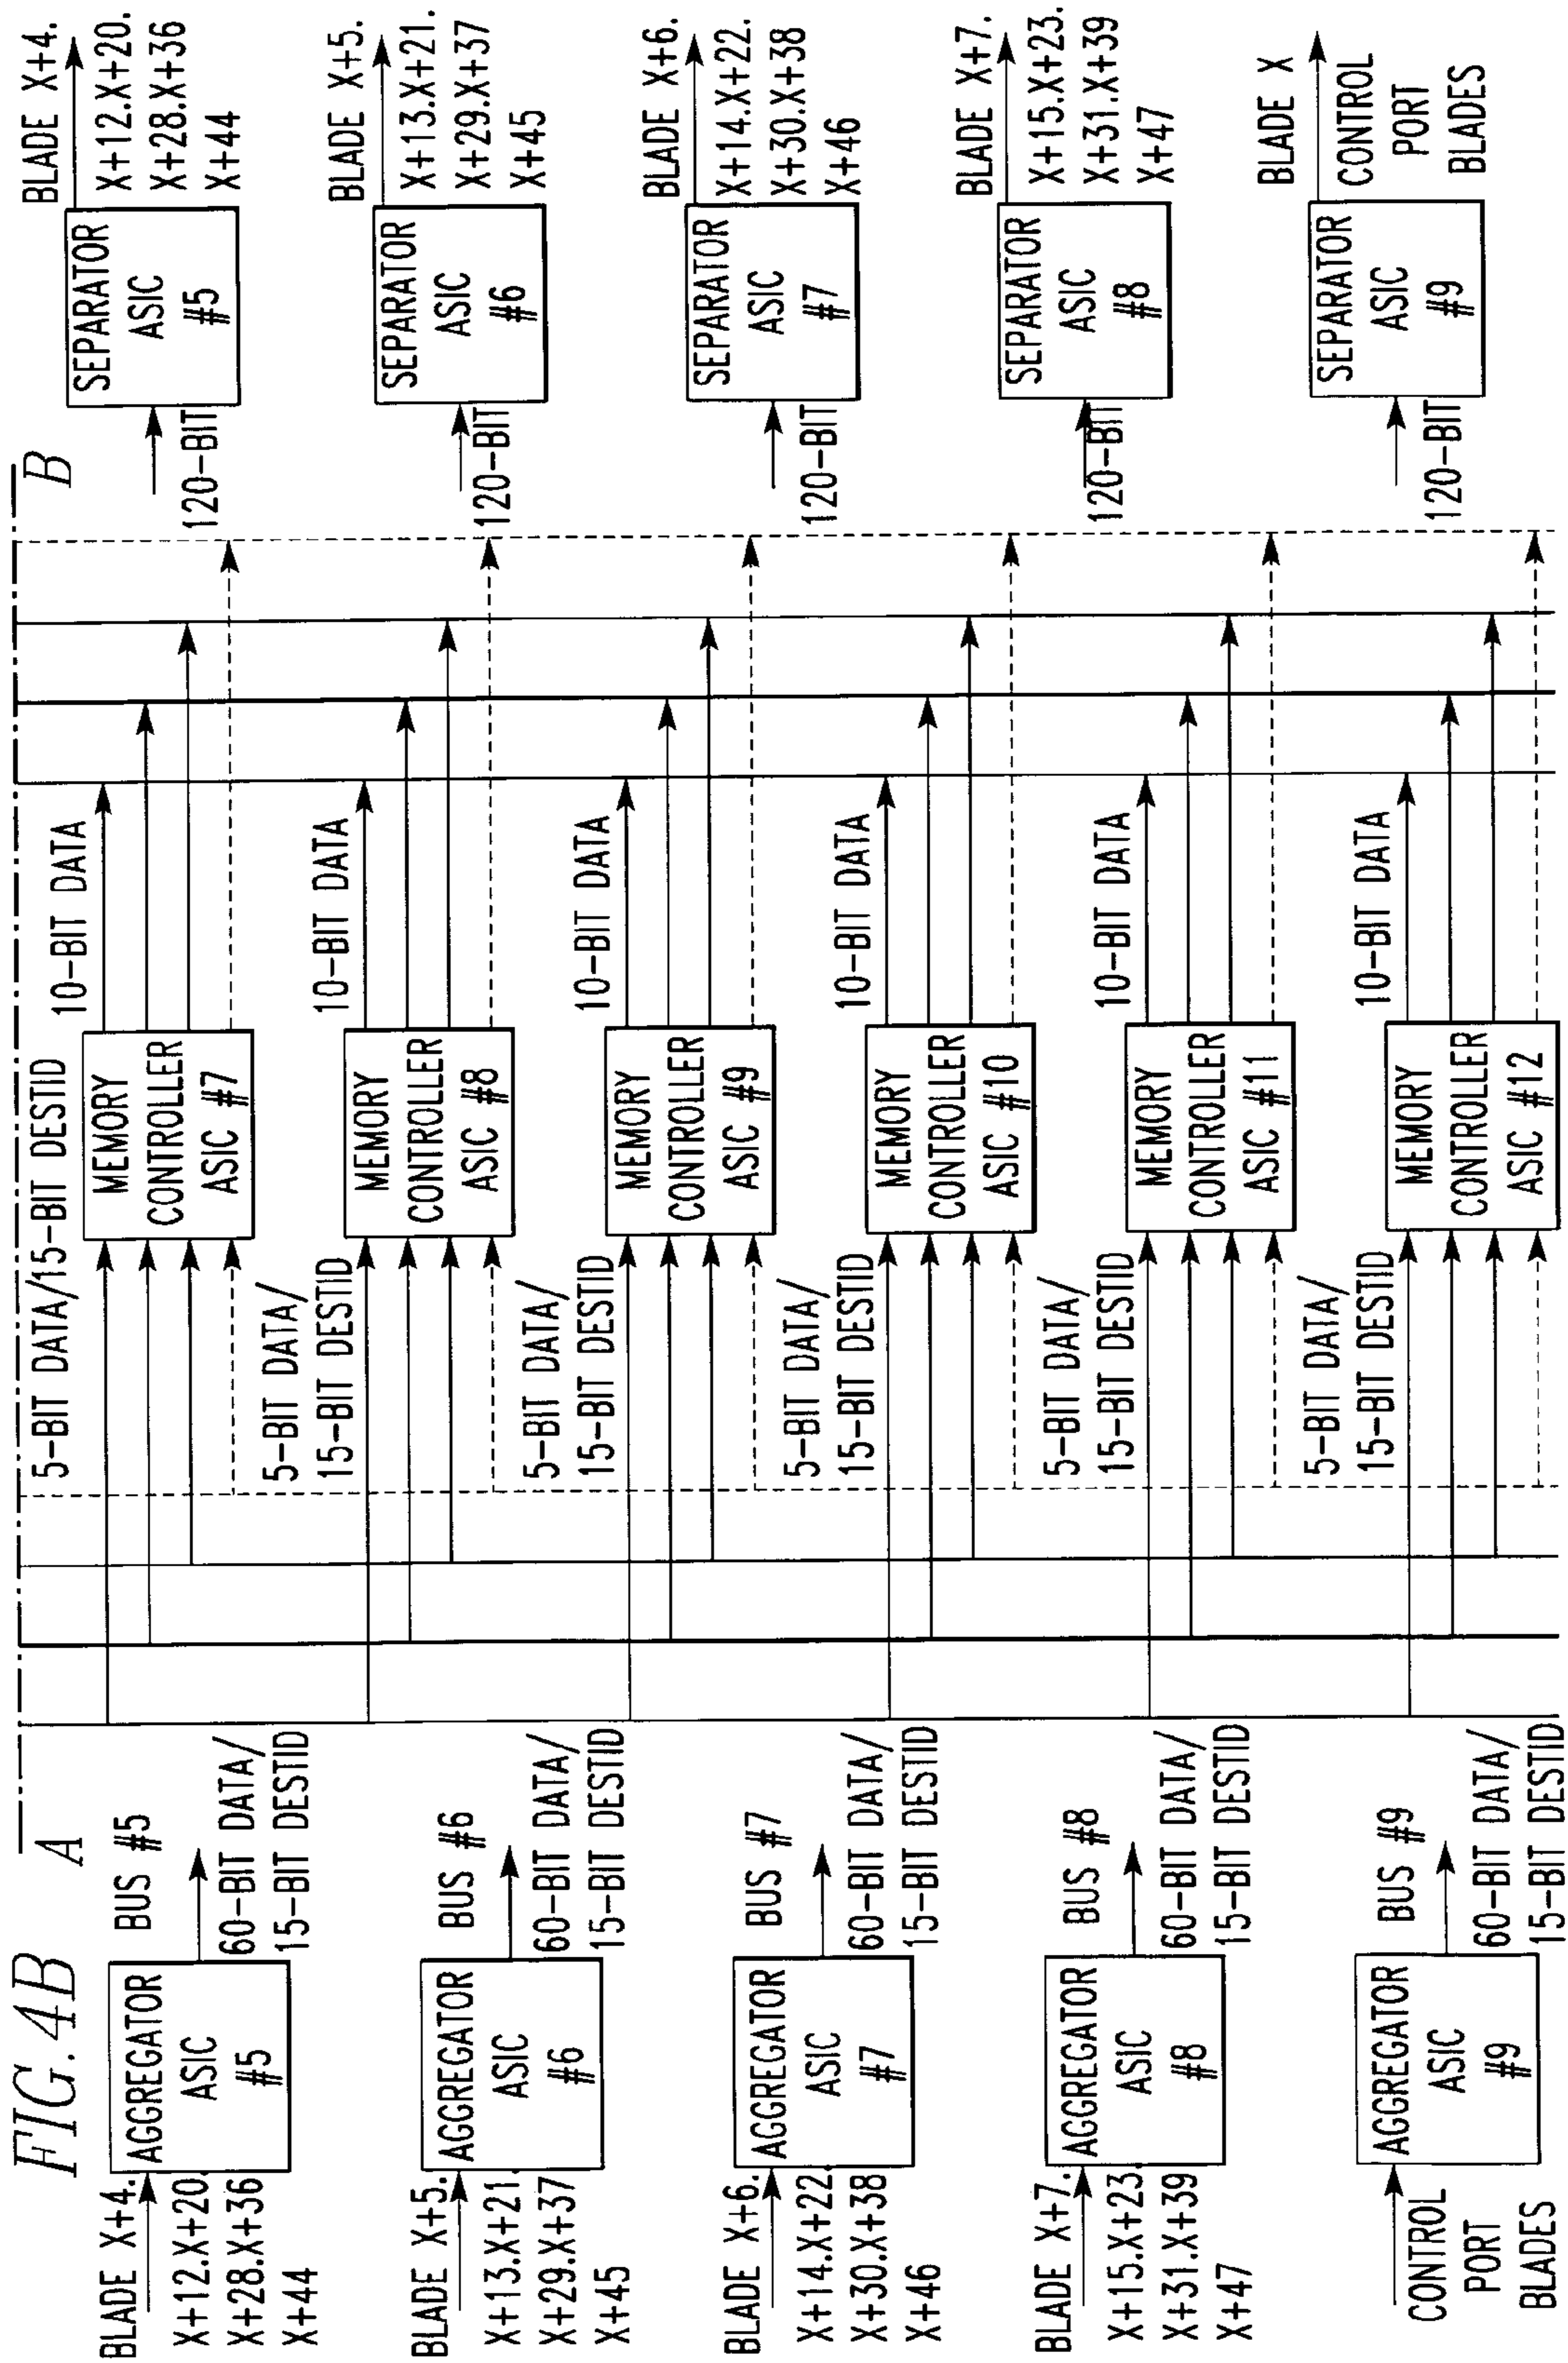 FIG. 4B
A
B
BLADE X+4.
X+12.X+20.
X+28.X+36
X+44
AGGREGATOR
ASIC
#5
BUS #5
60-BIT DATA/
15-BIT DESTID
BLADE X+5.
X+13.X+21.
X+29.X+37
X+45
AGGREGATOR
ASIC
#6
BUS #6
60-BIT DATA/
15-BIT DESTID
BLADE X+6.
X+14.X+22.
X+30.X+38
X+46
AGGREGATOR
ASIC
#7
BUS #7
60-BIT DATA/
15-BIT DESTID
BLADE X+7.
X+15.X+23.
X+31.X+39
X+47
AGGREGATOR
ASIC
#8
BUS #8
60-BIT DATA/
15-BIT DESTID
CONTROL
PORT
BLADES
AGGREGATOR
ASIC
#9
BUS #9
60-BIT DATA/
15-BIT DESTID
5-BIT DATA/15-BIT DESTID
MEMORY
CONTROLLER
ASIC #7
10-BIT DATA
5-BIT DATA/
15-BIT DESTID
MEMORY
CONTROLLER
ASIC #8
10-BIT DATA
5-BIT DATA/
15-BIT DESTID
MEMORY
CONTROLLER
ASIC #9
10-BIT DATA
5-BIT DATA/
15-BIT DESTID
MEMORY
CONTROLLER
ASIC #10
10-BIT DATA
5-BIT DATA/
15-BIT DESTID
MEMORY
CONTROLLER
ASIC #11
10-BIT DATA
5-BIT DATA/
15-BIT DESTID
MEMORY
CONTROLLER
ASIC #12
10-BIT DATA
120-BIT
SEPARATOR
ASIC
#5
BLADE X+4.
X+12.X+20.
X+28.X+36
X+44
120-BIT
SEPARATOR
ASIC
#6
BLADE X+5.
X+13.X+21.
X+29.X+37
X+45
120-BIT
SEPARATOR
ASIC
#7
BLADE X+6.
X+14.X+22.
X+30.X+38
X+46
120-BIT
SEPARATOR
ASIC
#8
BLADE X+7.
X+15.X+23.
X+31.X+39
X+47
120-BIT
SEPARATOR
ASIC
#9
BLADE X
CONTROL
PORT
BLADES